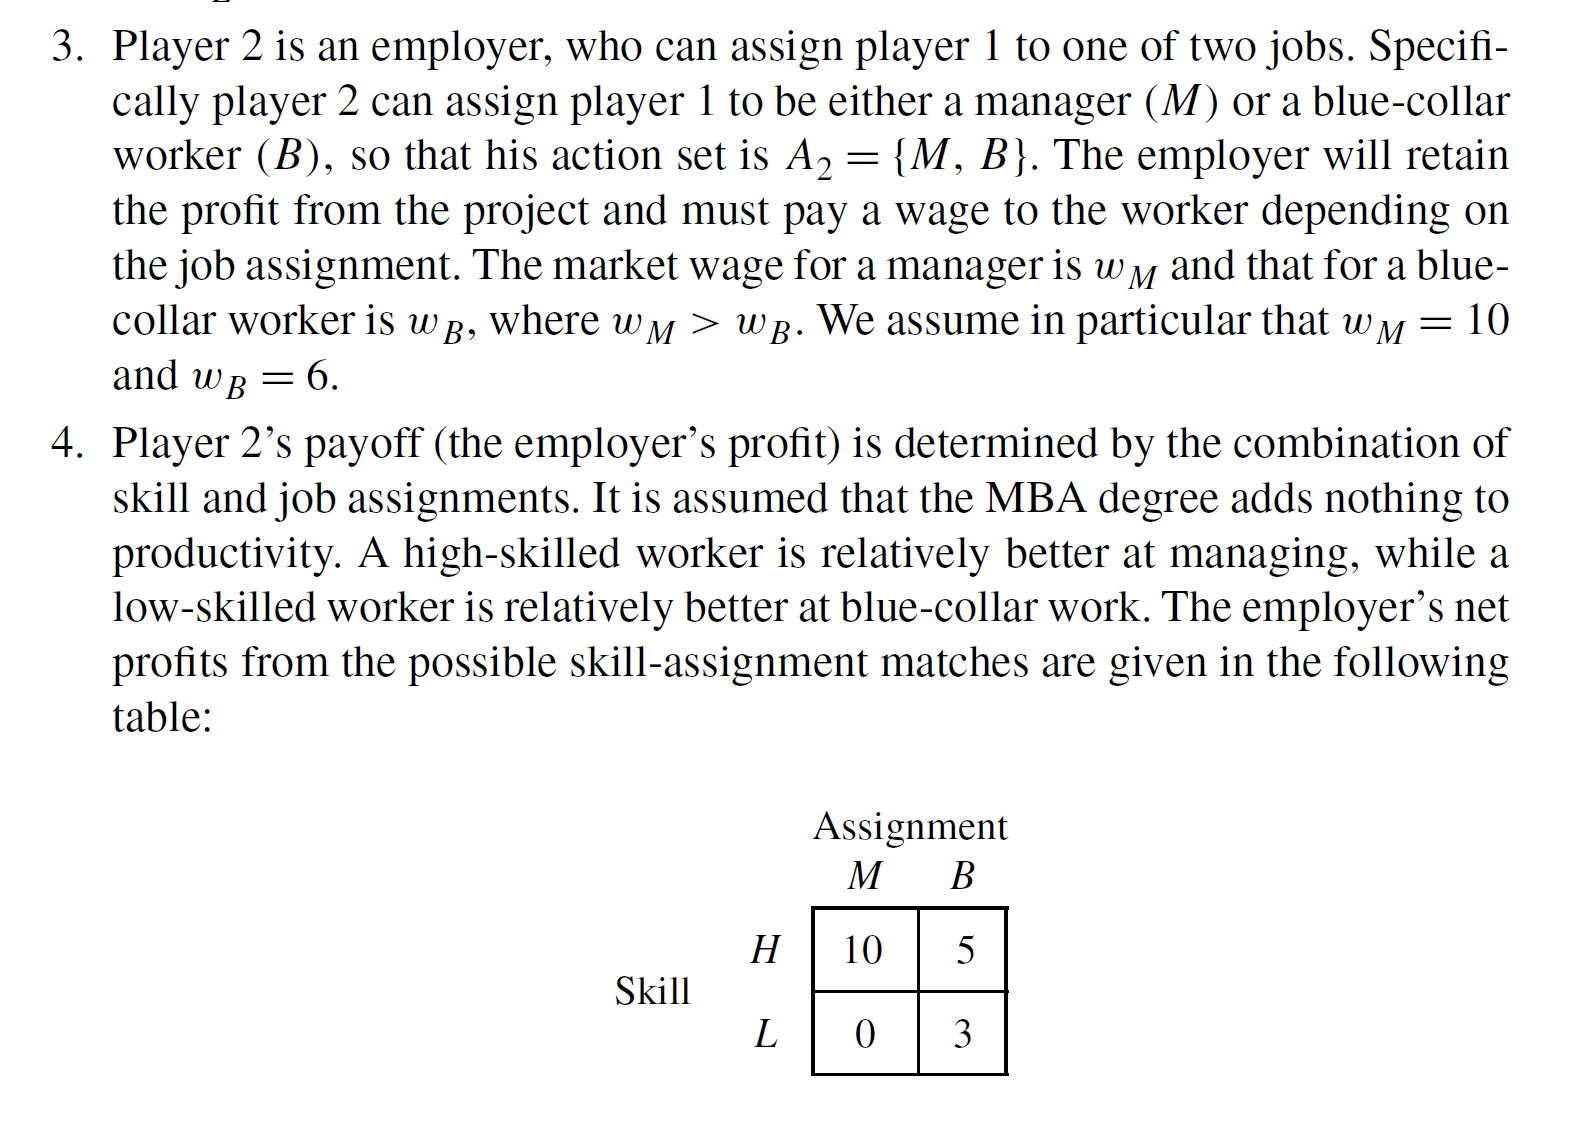 3. Player 2 is an employer, who can assign player 1 to one of two jobs. Specifi-
cally player 2 can assign player 1 to be either a manager (M) or a blue-collar
worker (B), so that his action set is A₂ = {M, B}. The employer will retain
the profit from the project and must pay a wage to the worker depending on
the job assignment. The market wage for a manager is w_M and that for a blue-
collar worker is w_B, where w_M > w_B. We assume in particular that w_M = 10
and w_B = 6.
4. Player 2’s payoff (the employer’s profit) is determined by the combination of
skill and job assignments. It is assumed that the MBA degree adds nothing to
productivity. A high-skilled worker is relatively better at managing, while a
low-skilled worker is relatively better at blue-collar work. The employer’s net
profits from the possible skill-assignment matches are given in the following
table:
Assignment
M B
H 10 5
Skill
L 0 3